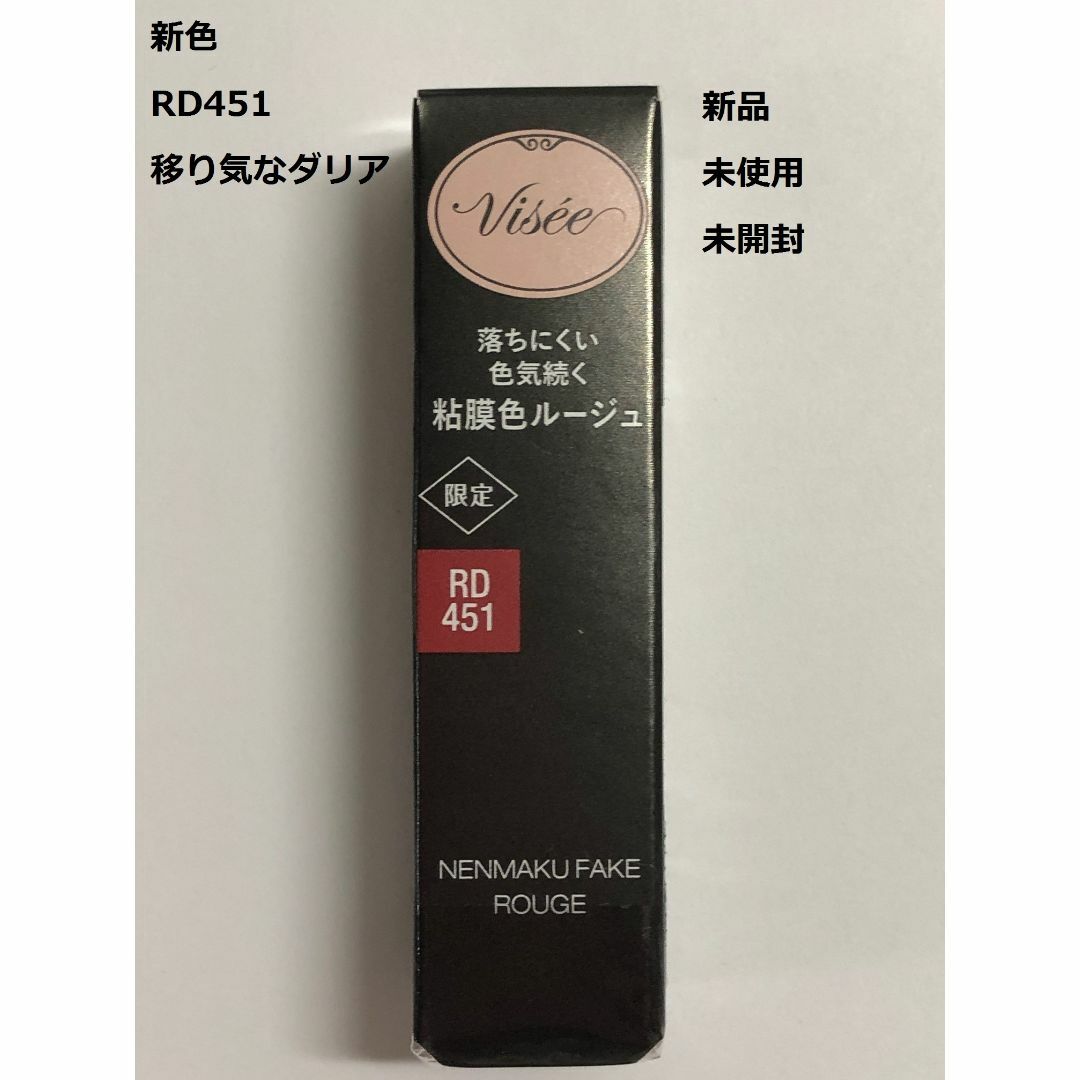 新色
RD451
移り気なダリア
新品
未使用
未開封
Visée
落ちにくい
色気続く
粘膜色ルージュ
限定
RD
451
NENMAKU FAKE
ROUGE